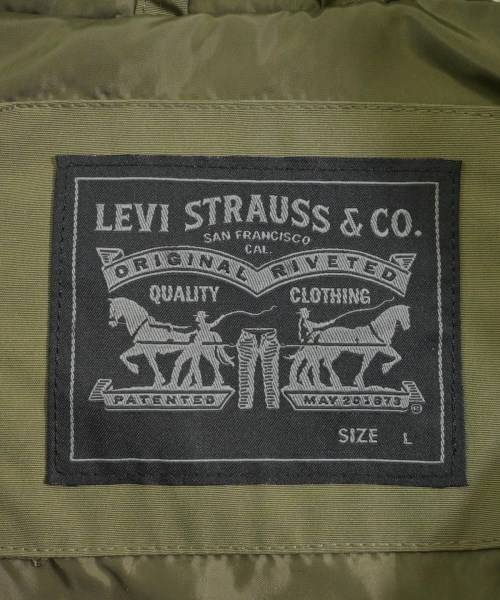 LEVI STRAUSS & CO.
SAN FRANCISCO
CAL.
ORIGINAL RIVETED
QUALITY CLOTHING
PATENTED MAY 20 1873
SIZE L